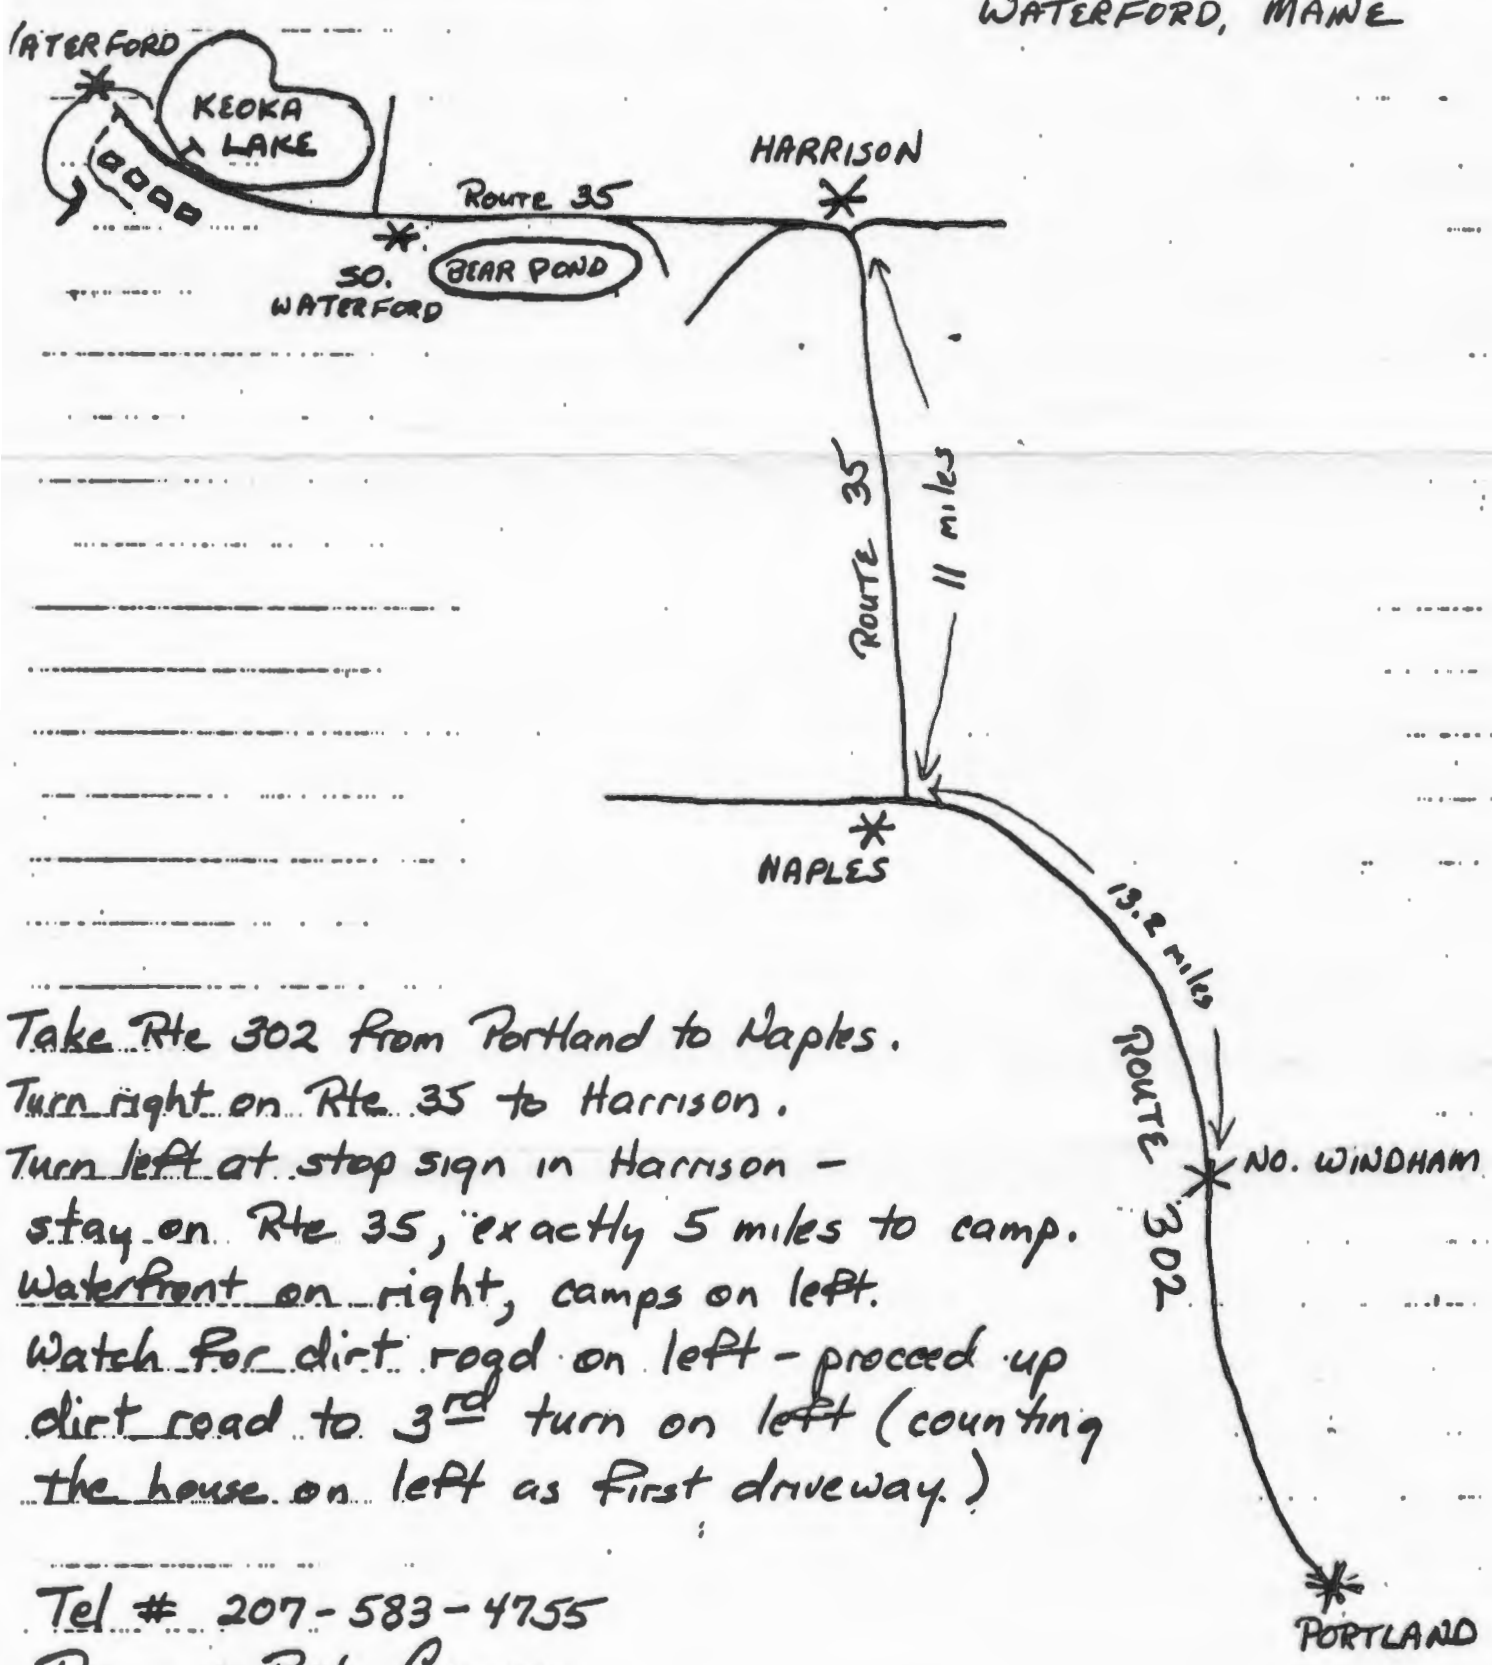 WATERFORD, MAINE
ATERFORD
KEOKA
LAKE
HARRISON
Route 35
SO.
WATERFORD
BEAR POND
ROUTE 35
11 miles
NAPLES
13.2 miles
ROUTE 302
NO. WINDHAM
Take Rte 302 from Portland to Naples.
Turn right on Rte 35 to Harrison.
Turn left at stop sign in Harrison -
stay on Rte 35, exactly 5 miles to camp.
Waterfront on right, camps on left.
Watch for dirt road on left - proceed up
dirt road to 3rd turn on left (counting
the house on left as first driveway.)
Tel # 207-583-4755
PORTLAND